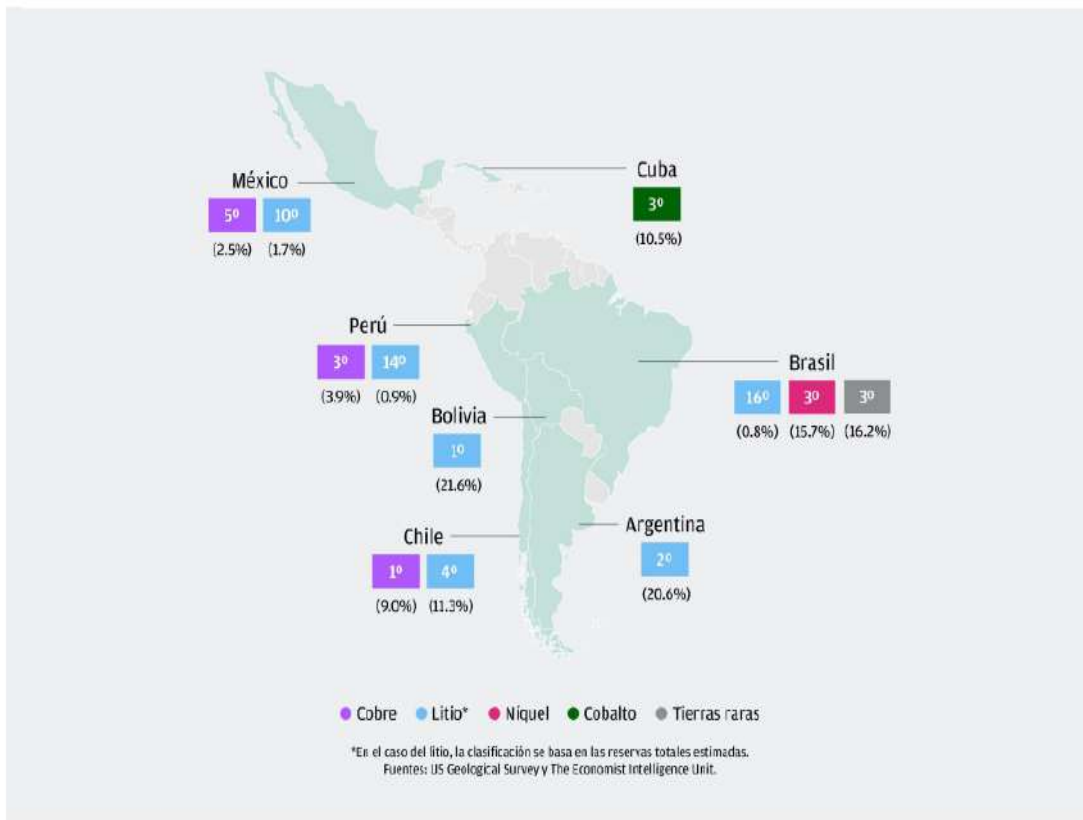 México
5º 10º
(2.5%) (1.7%)
Cuba
3º
(10.5%)
Perú
3º 14º
(3.9%) (0.9%)
Brasil
16º 3º 3º
(0.8%) (15.7%) (16.2%)
Bolivia
1º
(21.6%)
Argentina
2º
(20.6%)
Chile
1º 4º
(9.0%) (11.3%)
Cobre Litio* Níquel Cobalto Tierras raras
*En el caso del litio, la clasificación se basa en las reservas totales estimadas.
Fuentes: US Geological Survey y The Economist Intelligence Unit.